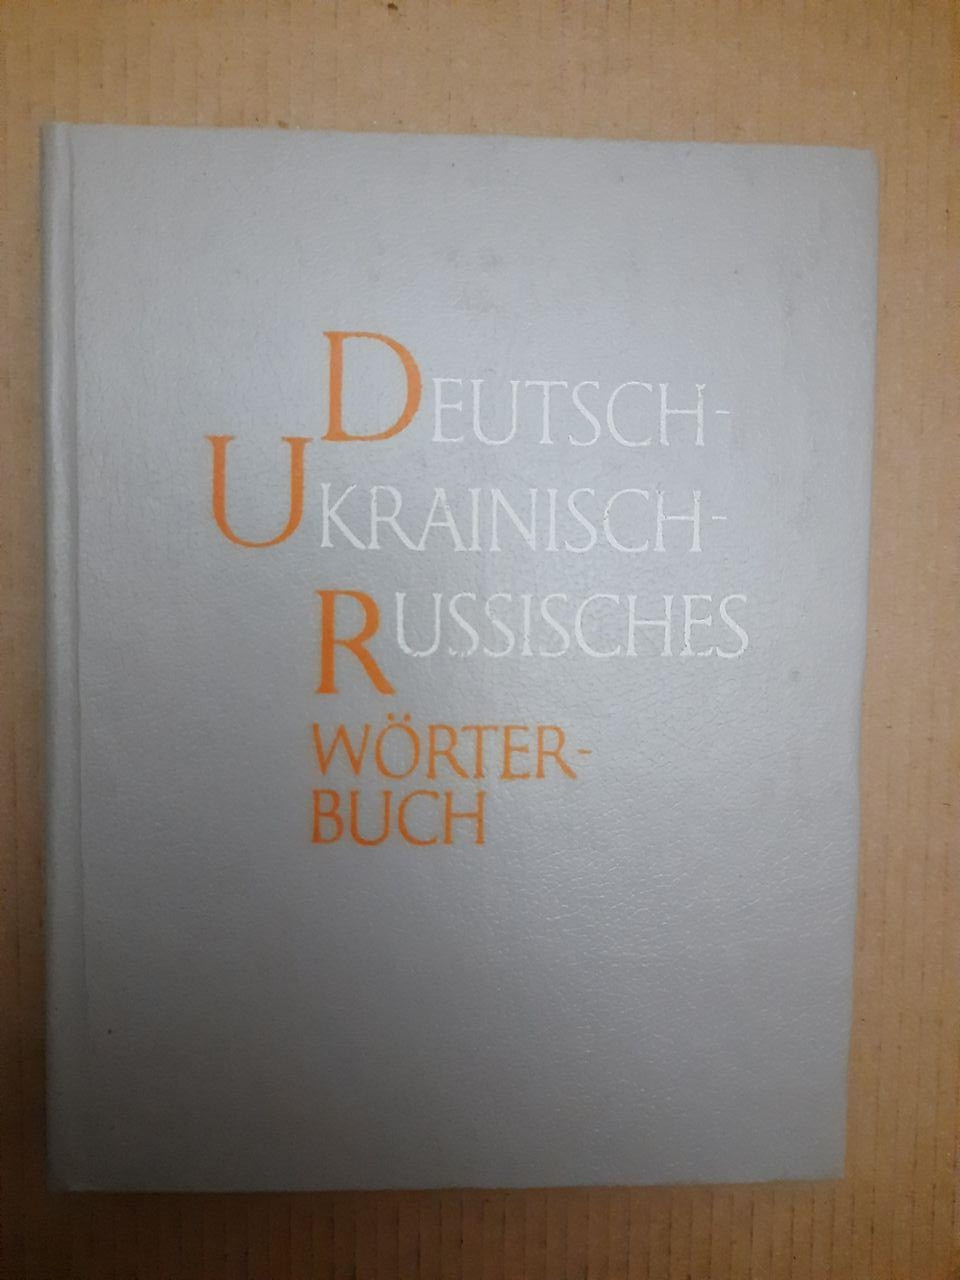 DEUTSCH-
UKRAINISCH-
RUSSISCHES
WÖRTER-
BUCH